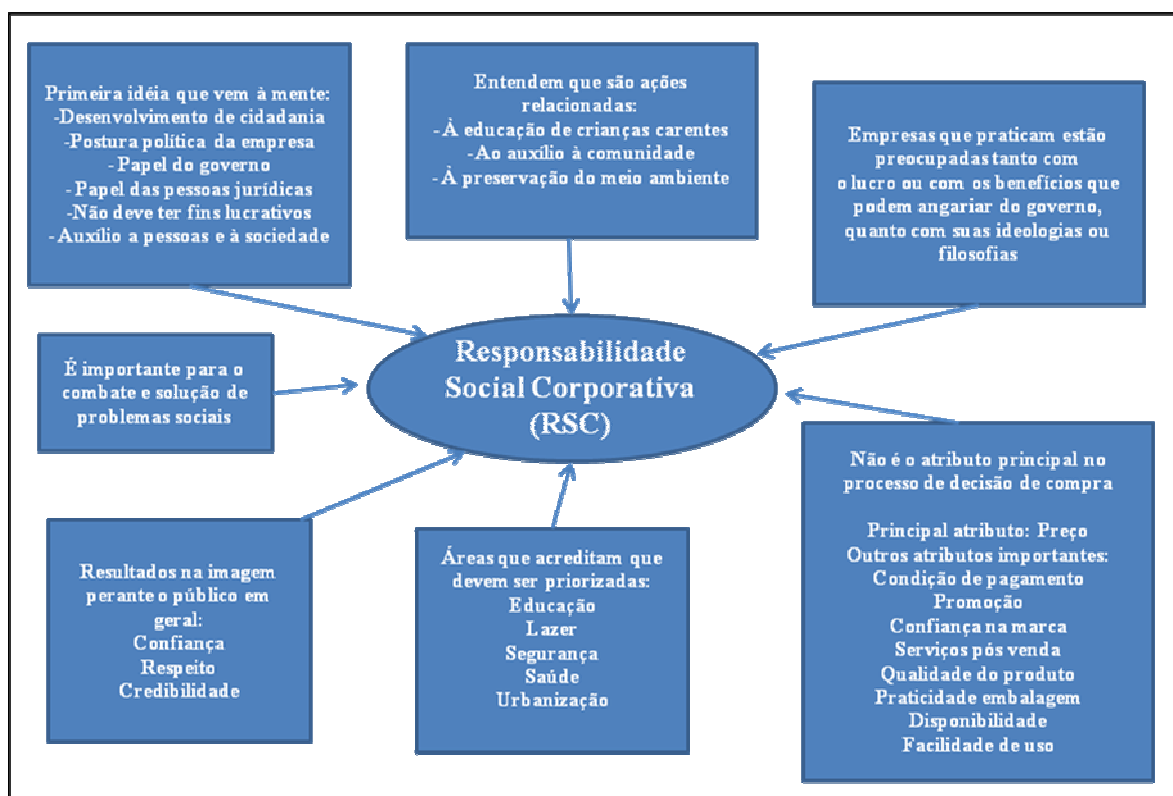 Primeira idéia que vem à mente:
-Desenvolvimento de cidadania
-Postura política da empresa
-Papel do governo
-Papel das pessoas jurídicas
-Não deve ter fins lucrativos
-Auxílio a pessoas e à sociedade
Entendem que são ações
relacionadas:
-À educação de crianças carentes
-Ao auxílio à comunidade
-À preservação do meio ambiente
Empresas que praticam estão
preocupadas tanto com
o lucro ou com os benefícios que
podem angariar do governo,
quanto com suas ideologias ou
filosofias
É importante para o
combate e solução de
problemas sociais
Responsabilidade
Social Corporativa
(RSC)
Não é o atributo principal no
processo de decisão de compra
Principal atributo: Preço
Outros atributos importantes:
Condição de pagamento
Promoção
Confiança na marca
Serviços pós venda
Qualidade do produto
Praticidade embalagem
Disponibilidade
Facilidade de uso
Resultados na imagem
perante o público em
geral:
Confiança
Respeito
Credibilidade
Áreas que acreditam que
devem ser priorizadas:
Educação
Lazer
Segurança
Saúde
Urbanização